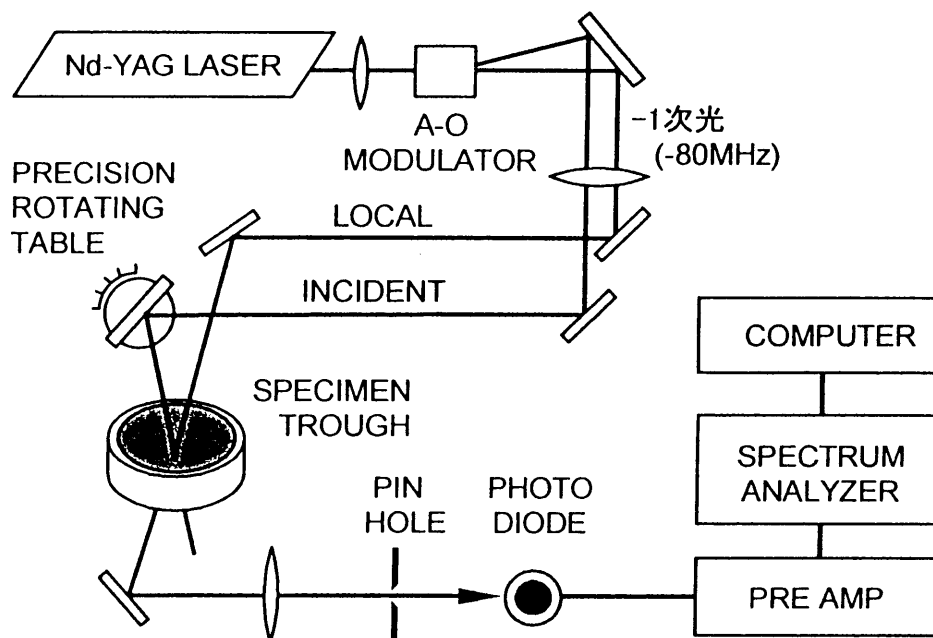 Nd-YAG LASER
A-O
MODULATOR
-1次光
(-80MHz)
PRECISION
ROTATING
TABLE
LOCAL
INCIDENT
SPECIMEN
TROUGH
PIN
HOLE
PHOTO
DIODE
COMPUTER
SPECTRUM
ANALYZER
PRE AMP